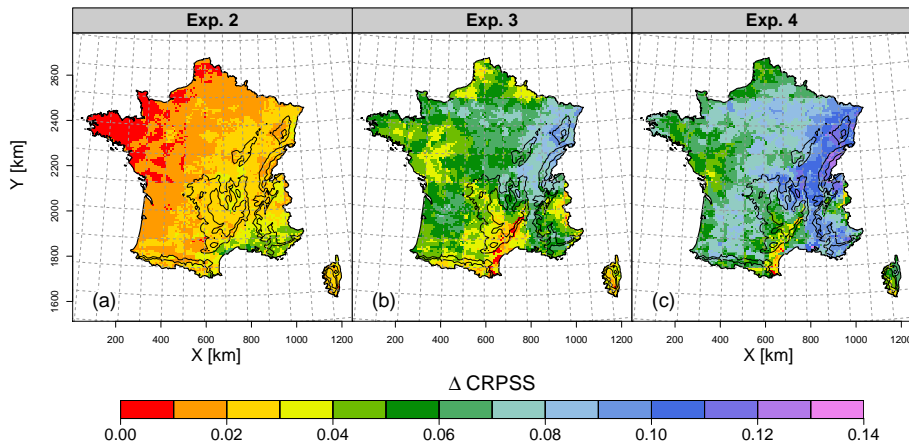 Exp. 2 Exp. 3 Exp. 4
Y [km]
2600
2400
2200
2000
1800
1600
(a) (b) (c)
200 400 600 800 1000 1200 200 400 600 800 1000 1200 200 400 600 800 1000 1200
X [km] X [km] X [km]
Δ CRPSS
0.00 0.02 0.04 0.06 0.08 0.10 0.12 0.14